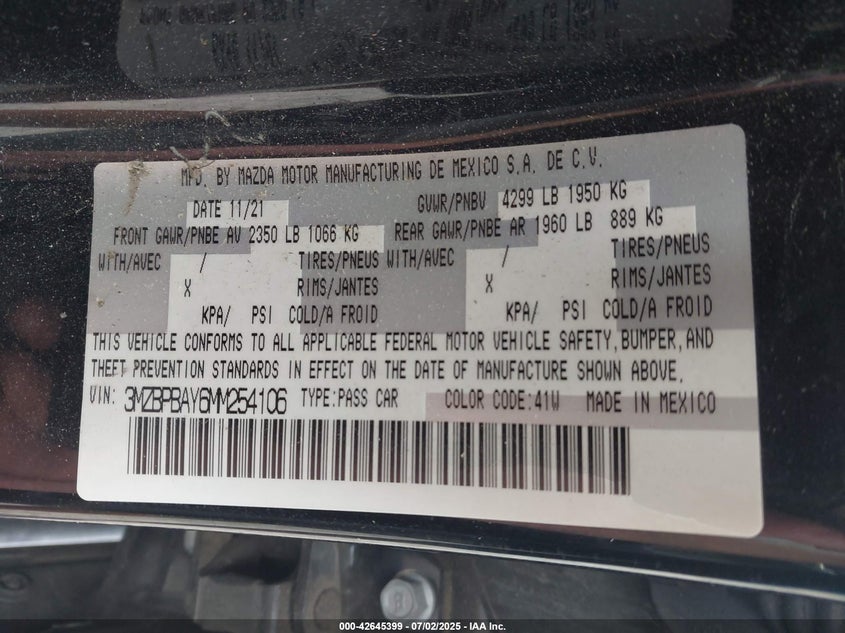 MFD. BY MAZDA MOTOR MANUFACTURING DE MEXICO S.A. DE C.V.
DATE 11/21 GVWR/PNBV 4299 LB 1950 KG
FRONT GAWR/PNBE AV 2350 LB 1066 KG REAR GAWR/PNBE AR 1960 LB 889 KG
WITH/AVEC / TIRES/PNEUS WITH/AVEC / TIRES/PNEUS
X RIMS/JANTES X RIMS/JANTES
KPA/ PSI COLD/A FROID KPA/ PSI COLD/A FROID
THIS VEHICLE CONFORMS TO ALL APPLICABLE FEDERAL MOTOR VEHICLE SAFETY, BUMPER, AND
THEFT PREVENTION STANDARDS IN EFFECT ON THE DATE OF MANUFACTURE SHOWN ABOVE.
VIN: 3MZBPBAY6MM254106 TYPE:PASS CAR COLOR CODE:41W MADE IN MEXICO
000-42645399 - 07/02/2025 - IAA Inc.